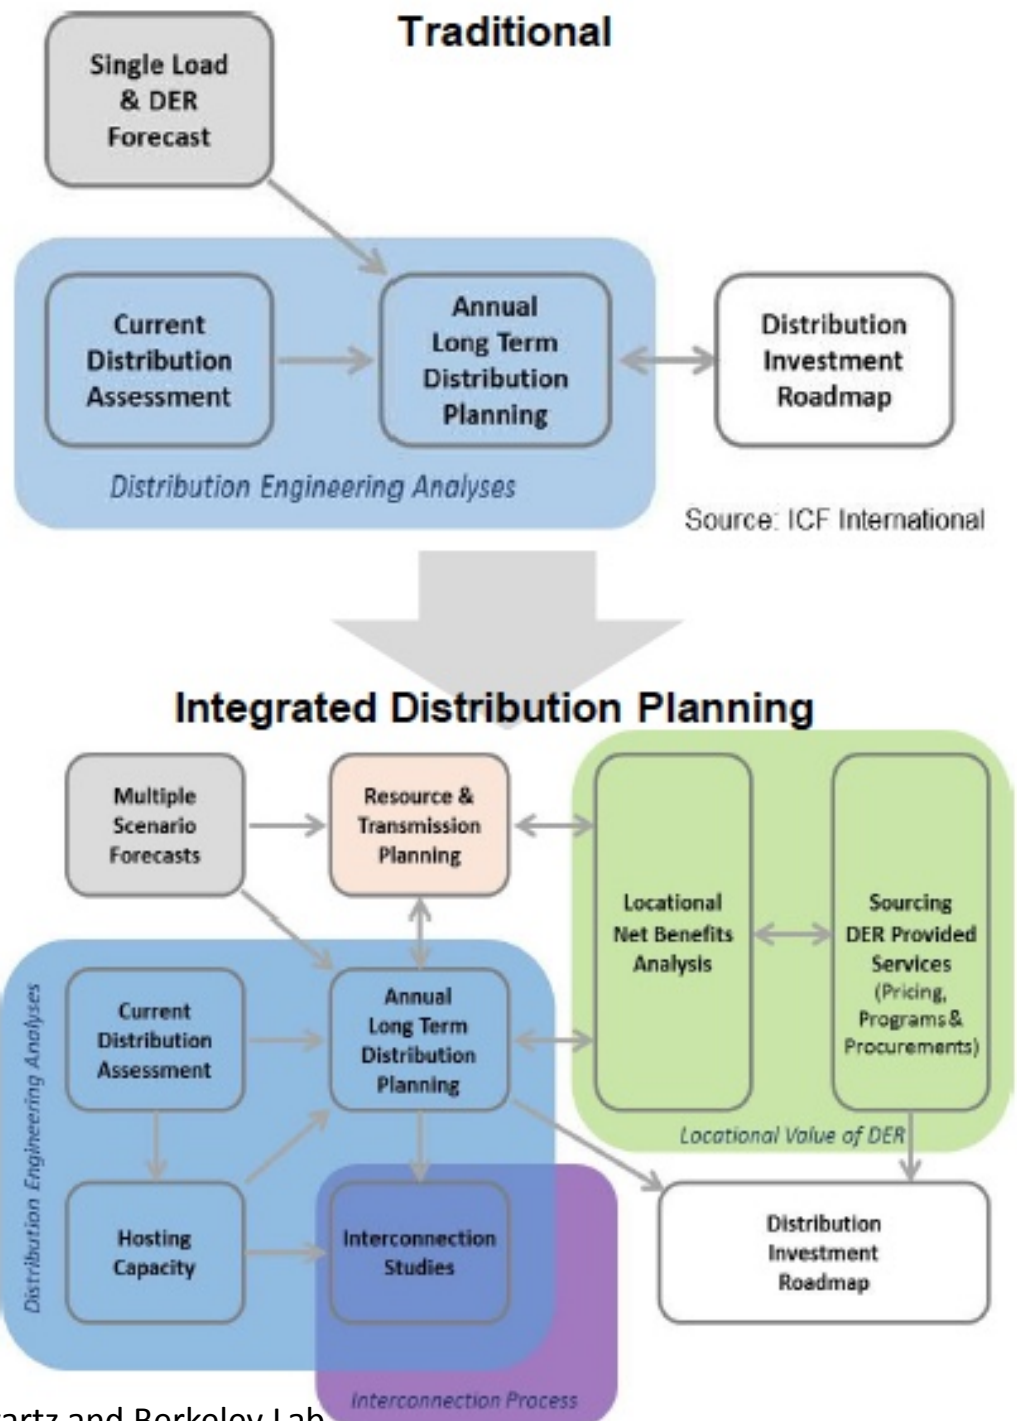 Traditional
Single Load
& DER
Forecast
Current
Distribution
Assessment
Annual
Long Term
Distribution
Planning
Distribution
Investment
Roadmap
Distribution Engineering Analyses
Source: ICF International
Integrated Distribution Planning
Multiple
Scenario
Forecasts
Resource &
Transmission
Planning
Locational
Net Benefits
Analysis
Sourcing
DER Provided
Services
(Pricing,
Programs &
Procurements)
Distribution Engineering Analyses
Current
Distribution
Assessment
Annual
Long Term
Distribution
Planning
Locational Value of DER
Hosting
Capacity
Interconnection
Studies
Distribution
Investment
Roadmap
Interconnection Process
and Berkeley Lab